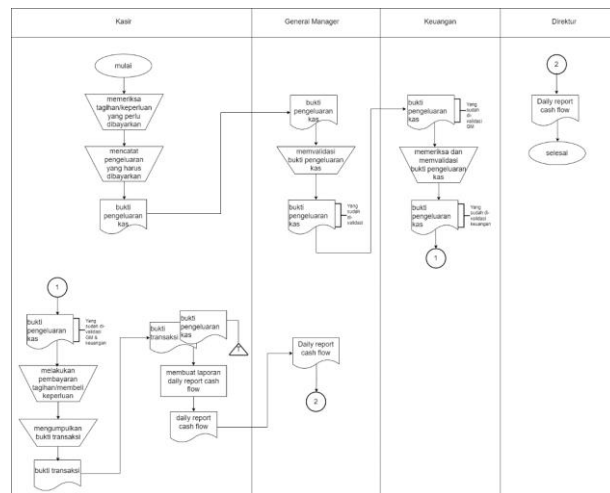 Kasir
General Manager
Keuangan
Direktur
mulai
memeriksa
tagihan/keperluan
yang perlu
dibayarkan
mencatat
pengeluaran
yang harus
dibayarkan
bukti
pengeluaran
kas
bukti
pengeluaran
kas
memvalidasi
bukti pengeluaran
kas
bukti
pengeluaran
kas
Yang
sudah
di
validasi
bukti
pengeluaran
kas
Yang
sudah di-
validasi
GM
memeriksa dan
memvalidasi
bukti pengeluaran
kas
bukti
pengeluaran
kas
Yang
sudah di-
validasi
keuangan
1
2
Daily report
cash flow
selesai
1
bukti
pengeluaran
kas
Yang
sudah di-
validasi
GM &
keuangan
melakukan
pembayaran
tagihan/membeli
keperluan
mengumpulkan
bukti transaksi
bukti transaksi
bukti
transaksi
bukti
pengeluaran
kas
membuat laporan
daily report cash
flow
daily report
cash flow
Daily report
cash flow
2